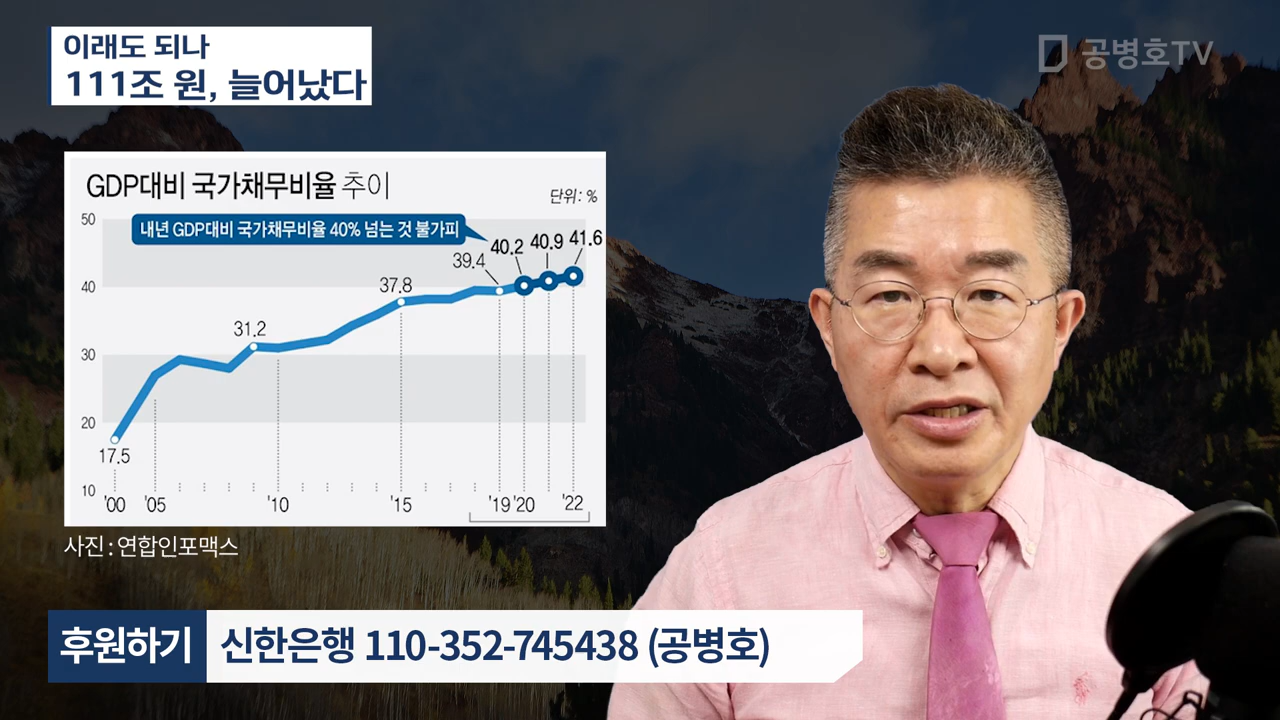 이래도 되나
111조 원, 늘어났다
공병호TV
GDP대비 국가채무비율 추이
단위: %
50
내년 GDP대비 국가채무비율 40% 넘는 것 불가피
40.2 40.9 41.6
39.4
40
37.8
31.2
30
20
17.5
10
'00 '05 '10 '15 '19 '20 '22
사진 : 연합인포맥스
후원하기 신한은행 110-352-745438 (공병호)